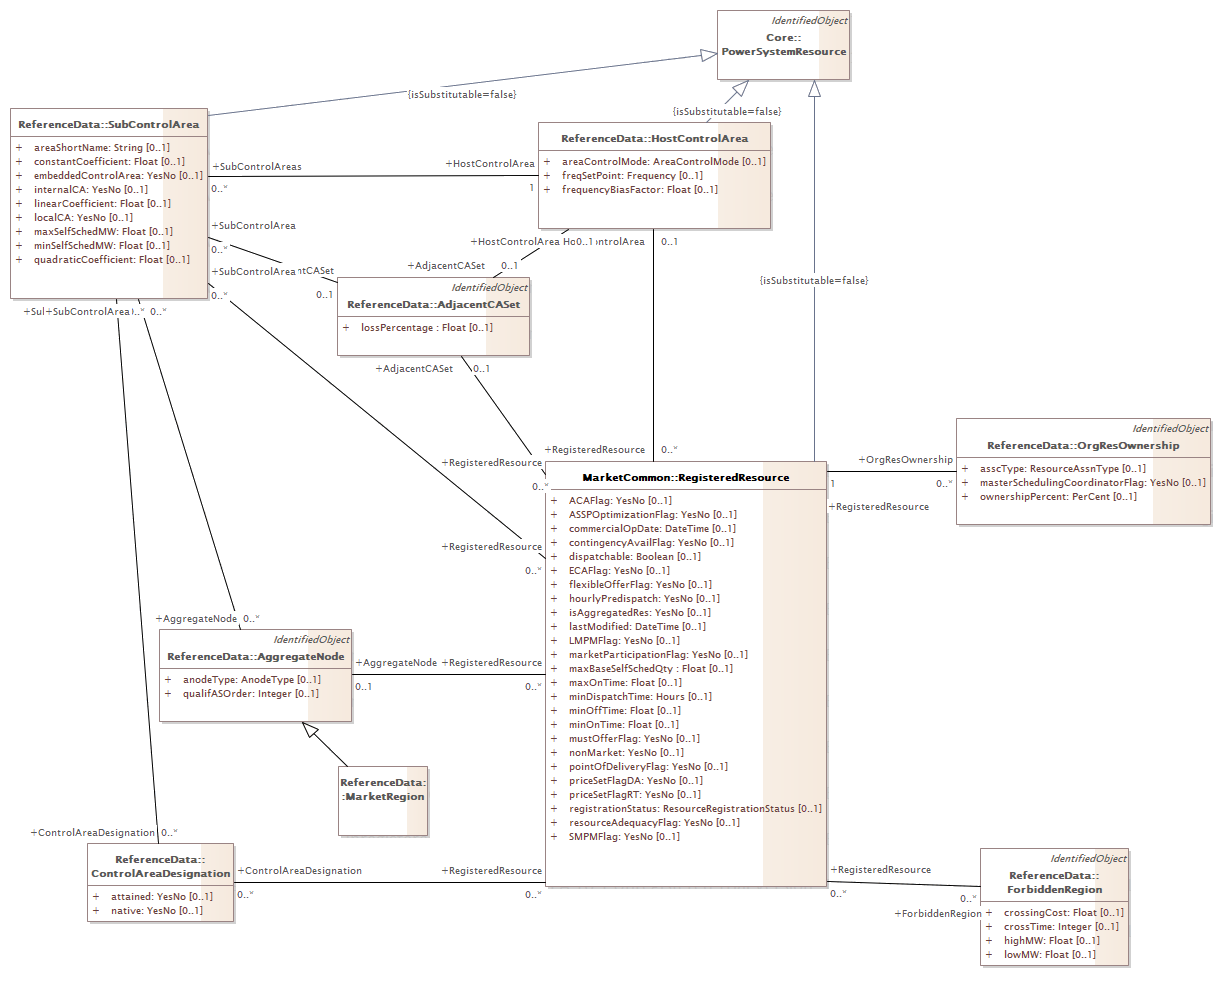 IdentifiedObject
Core::
PowerSystemResource
{isSubstitutable=false}
{isSubstitutable=false}
{isSubstitutable=false}
ReferenceData::SubControlArea
+ areaShortName: String [0..1]
+ constantCoefficient: Float [0..1]
+ embeddedControlArea: YesNo [0..1]
+ internalCA: YesNo [0..1]
+ linearCoefficient: Float [0..1]
+ localCA: YesNo [0..1]
+ maxSelfSchedMW: Float [0..1]
+ minSelfSchedMW: Float [0..1]
+ quadraticCoefficient: Float [0..1]
ReferenceData::HostControlArea
+ areaControlMode: AreaControlMode [0..1]
+ freqSetPoint: Frequency [0..1]
+ frequencyBiasFactor: Float [0..1]
+SubControlAreas
0..*
+HostControlArea
1
+SubControlArea
0..*
+SubControlArea
ntCASet
0..1
0..*
+HostControlArea Ho
0..1
ontrolArea
0..1
+AdjacentCASet 0..1
IdentifiedObject
ReferenceData::AdjacentCASet
+ lossPercentage : Float [0..1]
+AdjacentCASet 0..1
+Sul
+SubControlArea
)..* 0..*
+RegisteredResource 0..*
+RegisteredResource
0..*
+RegisteredResource
0..*
MarketCommon::RegisteredResource
+ ACAFlag: YesNo [0..1]
+ ASSPOptimizationFlag: YesNo [0..1]
+ commercialOpDate: DateTime [0..1]
+ contingencyAvailFlag: YesNo [0..1]
+ dispatchable: Boolean [0..1]
+ ECAFlag: YesNo [0..1]
+ flexibleOfferFlag: YesNo [0..1]
+ hourlyPredispatch: YesNo [0..1]
+ isAggregatedRes: YesNo [0..1]
+ lastModified: DateTime [0..1]
+ LMPMFlag: YesNo [0..1]
+ marketParticipationFlag: YesNo [0..1]
+ maxBaseSelfSchedQty : Float [0..1]
+ maxOnTime: Float [0..1]
+ minDispatchTime: Hours [0..1]
+ minOffTime: Float [0..1]
+ minOnTime: Float [0..1]
+ mustOfferFlag: YesNo [0..1]
+ nonMarket: YesNo [0..1]
+ pointOfDeliveryFlag: YesNo [0..1]
+ priceSetFlagDA: YesNo [0..1]
+ priceSetFlagRT: YesNo [0..1]
+ registrationStatus: ResourceRegistrationStatus [0..1]
+ resourceAdequacyFlag: YesNo [0..1]
+ SMPMFlag: YesNo [0..1]
+OrgResOwnership
1
0..*
+RegisteredResource
IdentifiedObject
ReferenceData::OrgResOwnership
+ asscType: ResourceAssnType [0..1]
+ masterSchedulingCoordinatorFlag: YesNo [0..1]
+ ownershipPercent: PerCent [0..1]
+AggregateNode 0..*
IdentifiedObject
ReferenceData::AggregateNode
+ anodeType: AnodeType [0..1]
+ qualifASOrder: Integer [0..1]
+AggregateNode +RegisteredResource
0..1
0..*
ReferenceData:
:MarketRegion
+ControlAreaDesignation 0..*
ReferenceData::
ControlAreaDesignation
+ attained: YesNo [0..1]
+ native: YesNo [0..1]
+ControlAreaDesignation
0..*
+RegisteredResource
0..*
+RegisteredResource
0..*
0..*
+ForbiddenRegion
IdentifiedObject
ReferenceData::
ForbiddenRegion
+ crossingCost: Float [0..1]
+ crossTime: Integer [0..1]
+ highMW: Float [0..1]
+ lowMW: Float [0..1]